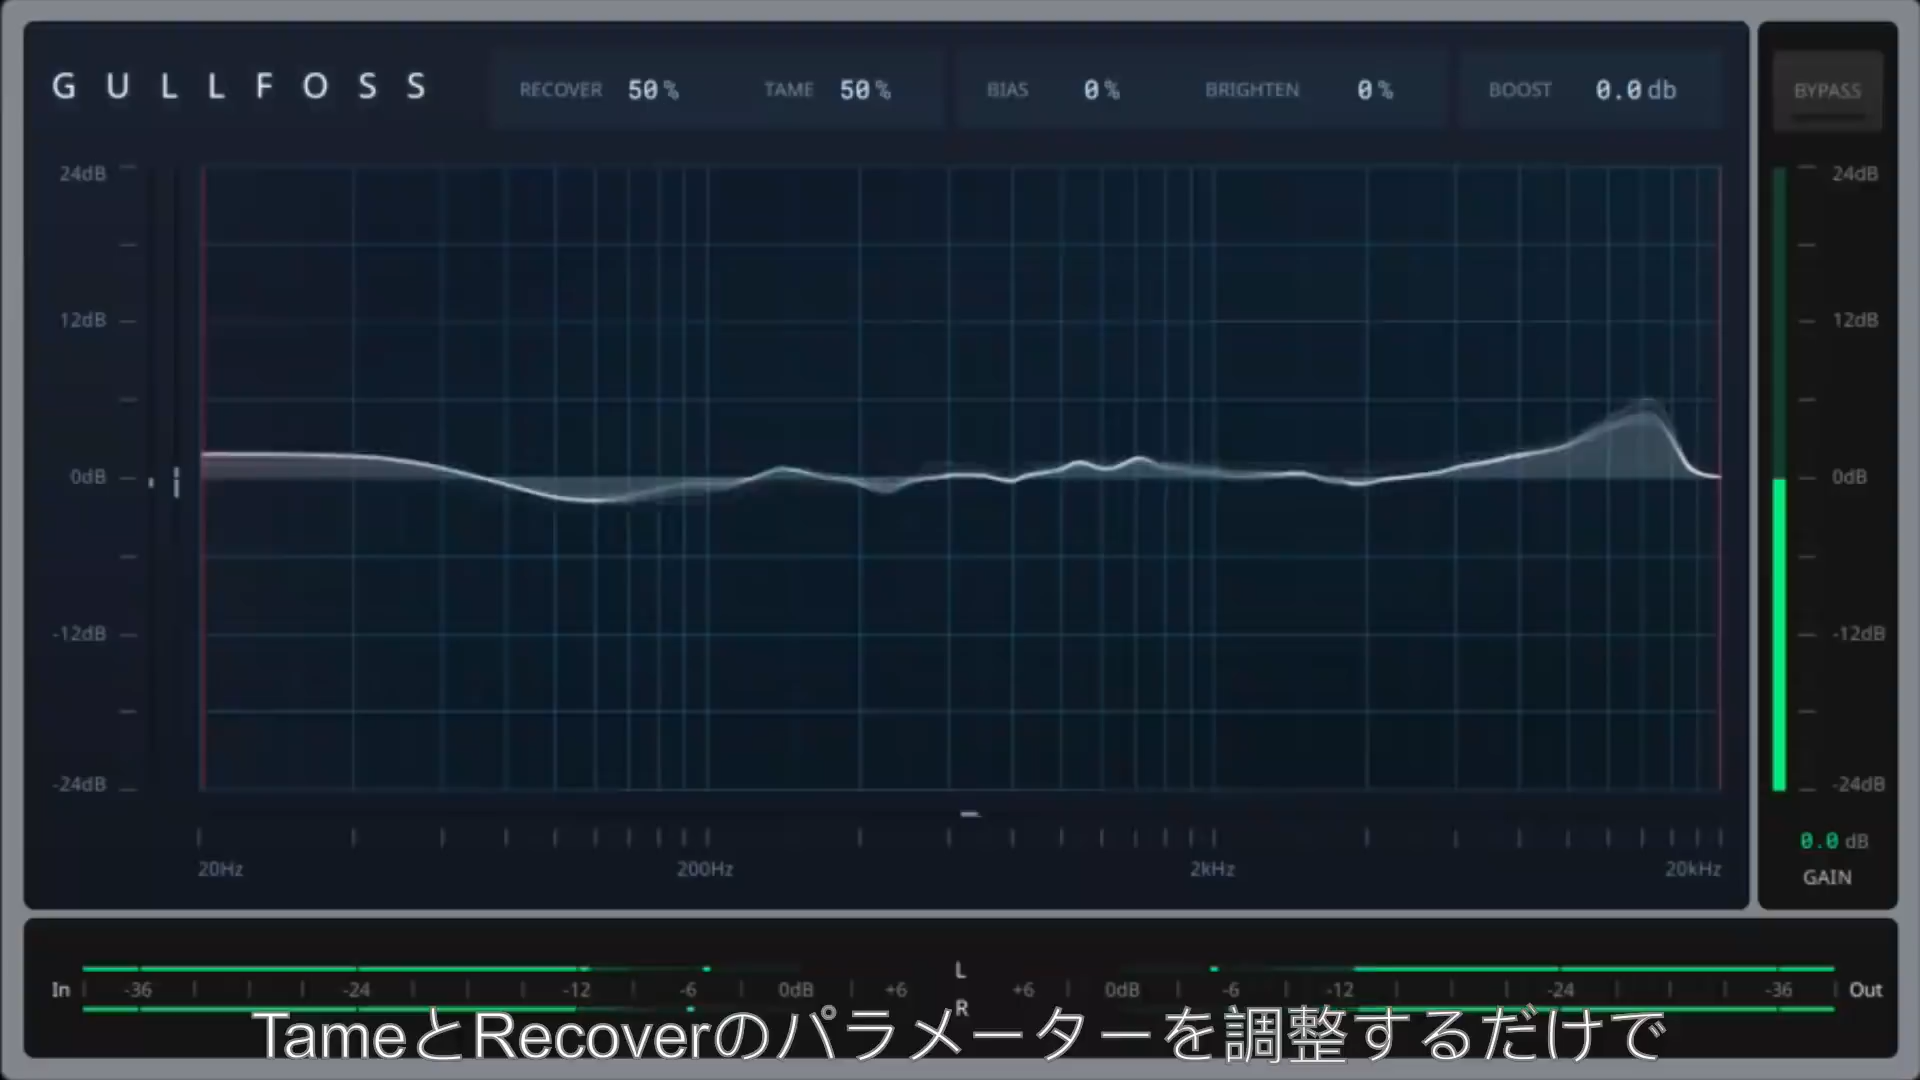 GULLFOSS
RECOVER 50% TAME 50% BIAS 0% BRIGHTEN 0% BOOST 0.0 db BYPASS
24dB 24dB
12dB 12dB
0dB 0dB
-12dB -12dB
-24dB -24dB
0.0 dB
20Hz 200Hz 2kHz 20kHz
GAIN
L
In -36 -24 -12 -6 0dB +6 +6 0dB -6 -12 -24 -36 Out
R
TameとRecoverのパラメーターを調整するだけで